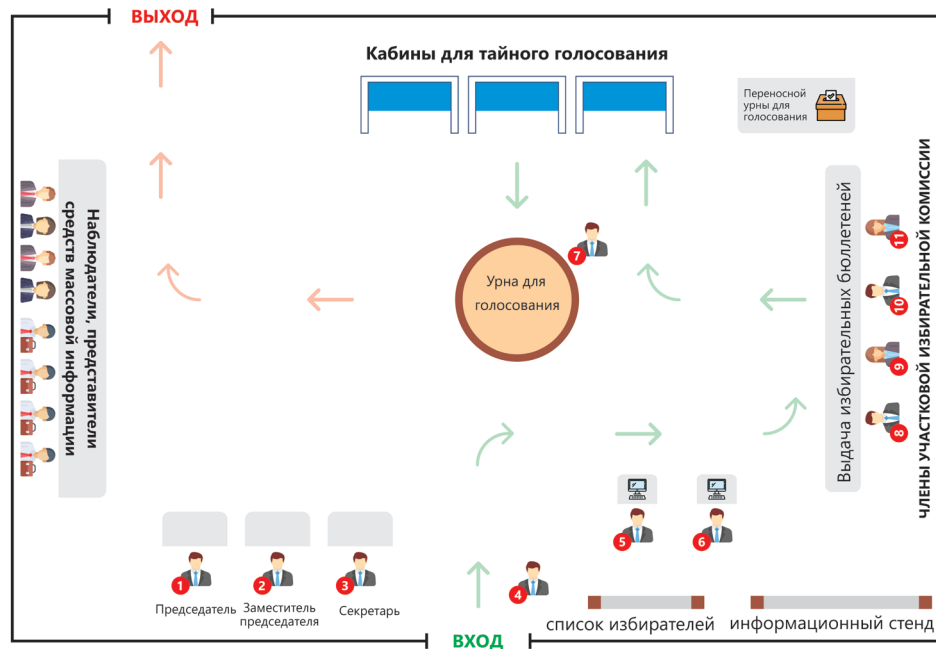 ВЫХОД
Кабины для тайного голосования
Переносной
урны для
голосования
Наблюдатели, представители
средств массовой информации
7
Урна для
голосования
Выдача избирательных бюллетеней
11
10
9
8
ЧЛЕНЫ УЧАСТКОВОЙ ИЗБИРАТЕЛЬНОЙ КОМИССИИ
5
6
1
2
3
4
Председатель
Заместитель
председателя
Секретарь
список избирателей
информационный стенд
ВХОД